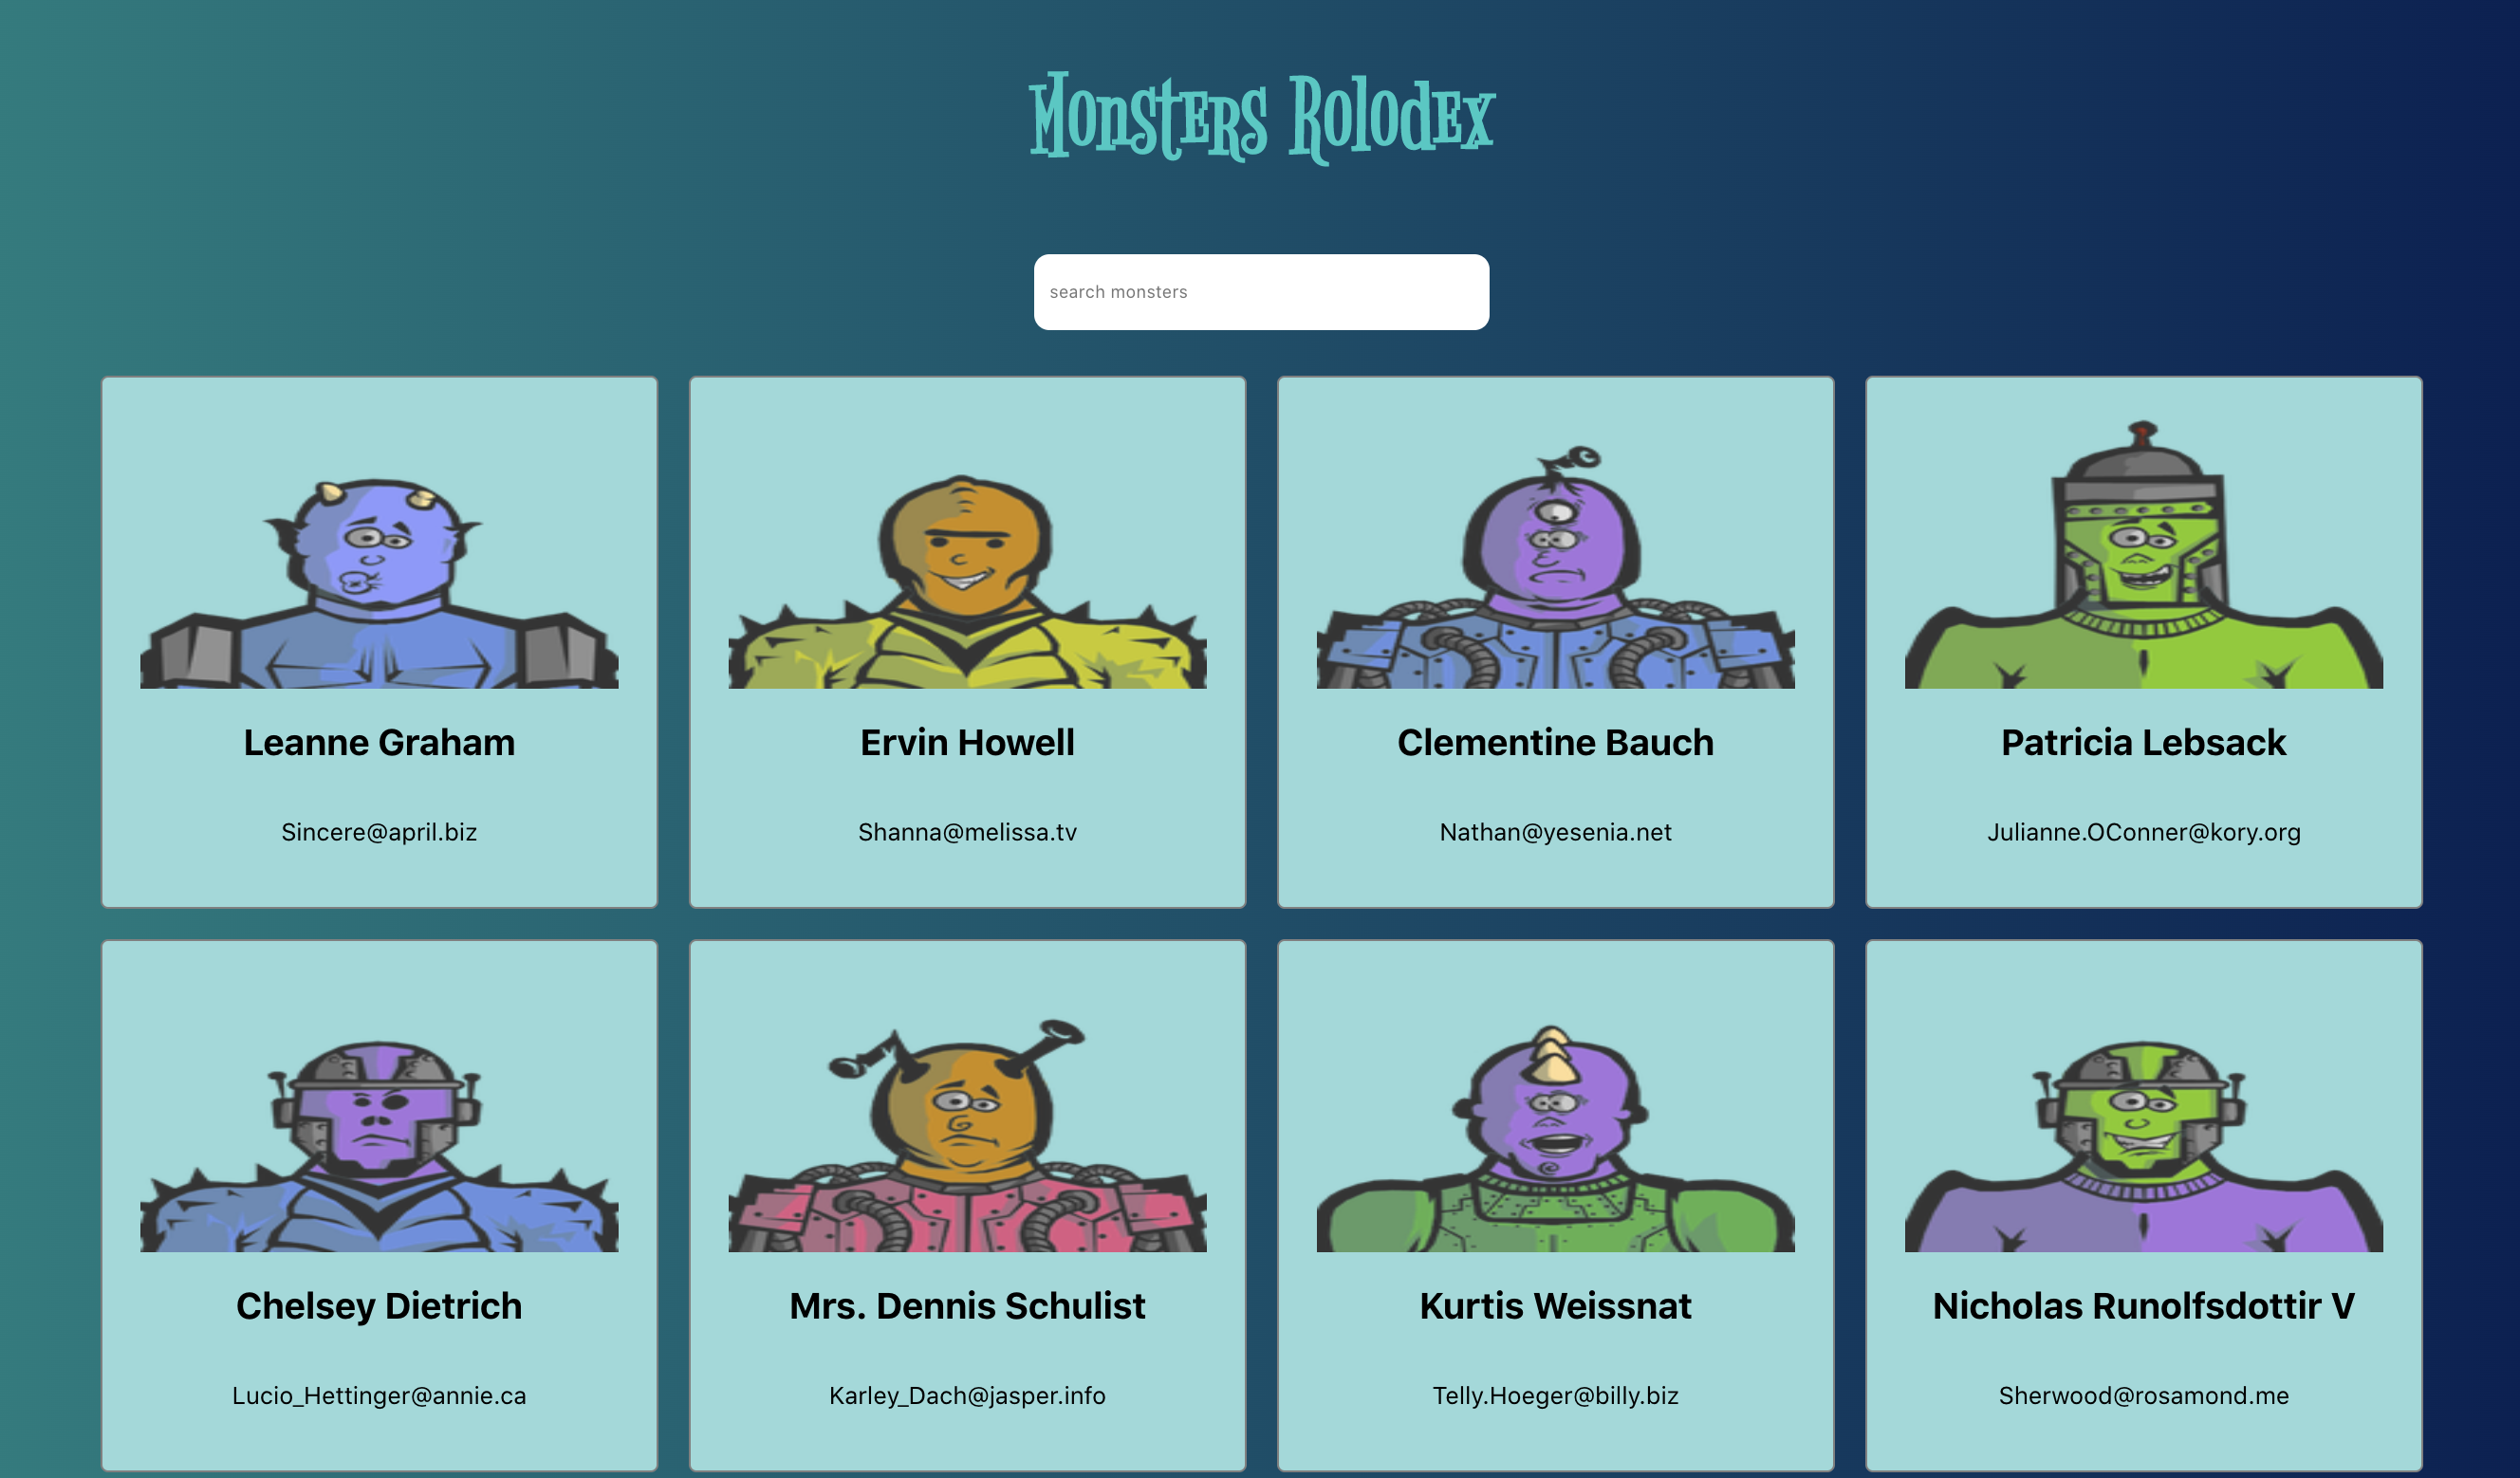 Monsters Rolodex
search monsters
Leanne Graham
Sincere@april.biz
Ervin Howell
Shanna@melissa.tv
Clementine Bauch
Nathan@yesenia.net
Patricia Lebsack
Julianne.OConner@kory.org
Chelsey Dietrich
Lucio_Hettinger@annie.ca
Mrs. Dennis Schulist
Karley_Dach@jasper.info
Kurtis Weissnat
Telly.Hoeger@billy.biz
Nicholas Runolfsdottir V
Sherwood@rosamond.me